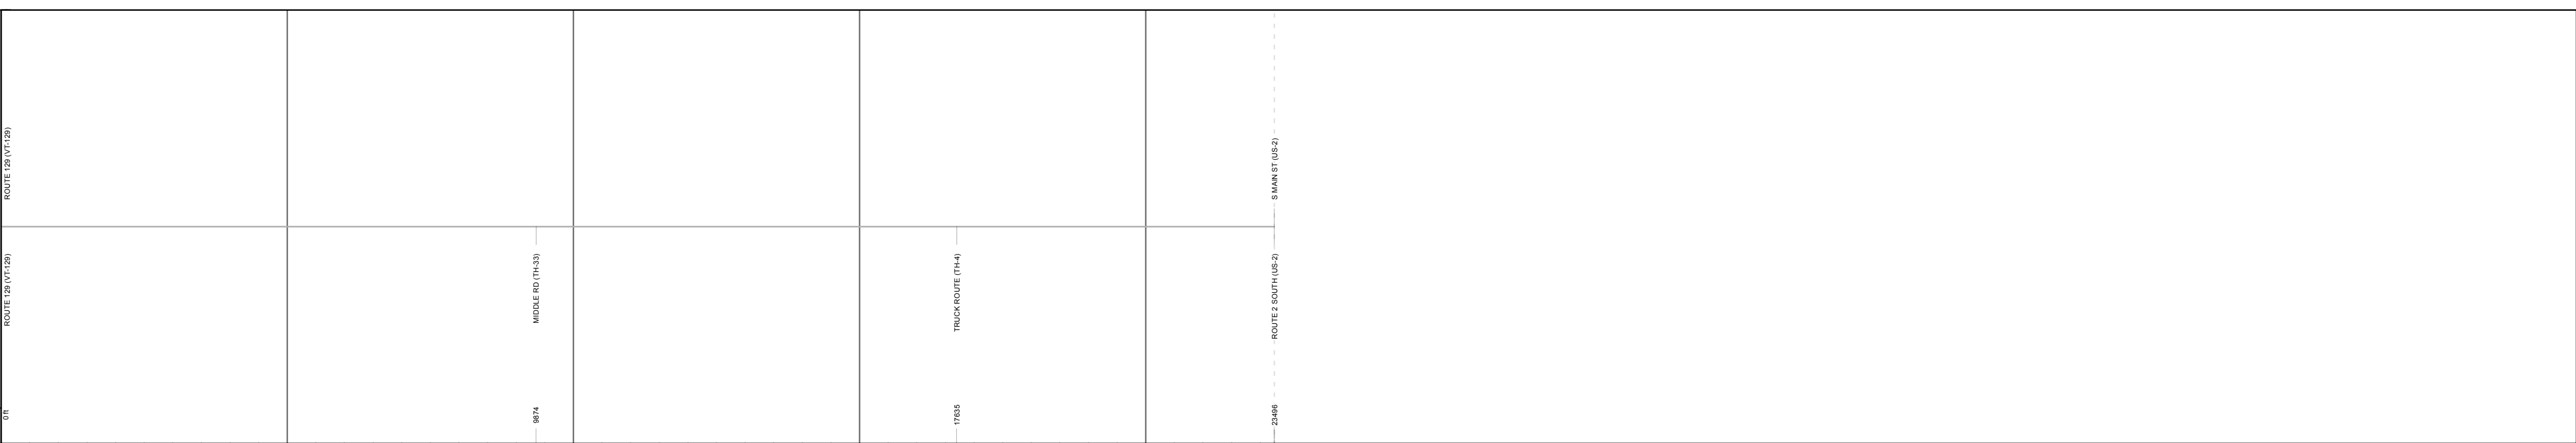 ROUTE 129 (VT-129)
S MAIN ST (US-2)
ROUTE 129 (VT-129)
MIDDLE RD (TH-33)
TRUCK ROUTE (TH-4)
ROUTE 2 SOUTH (US-2)
0 ft
9874
17635
23496